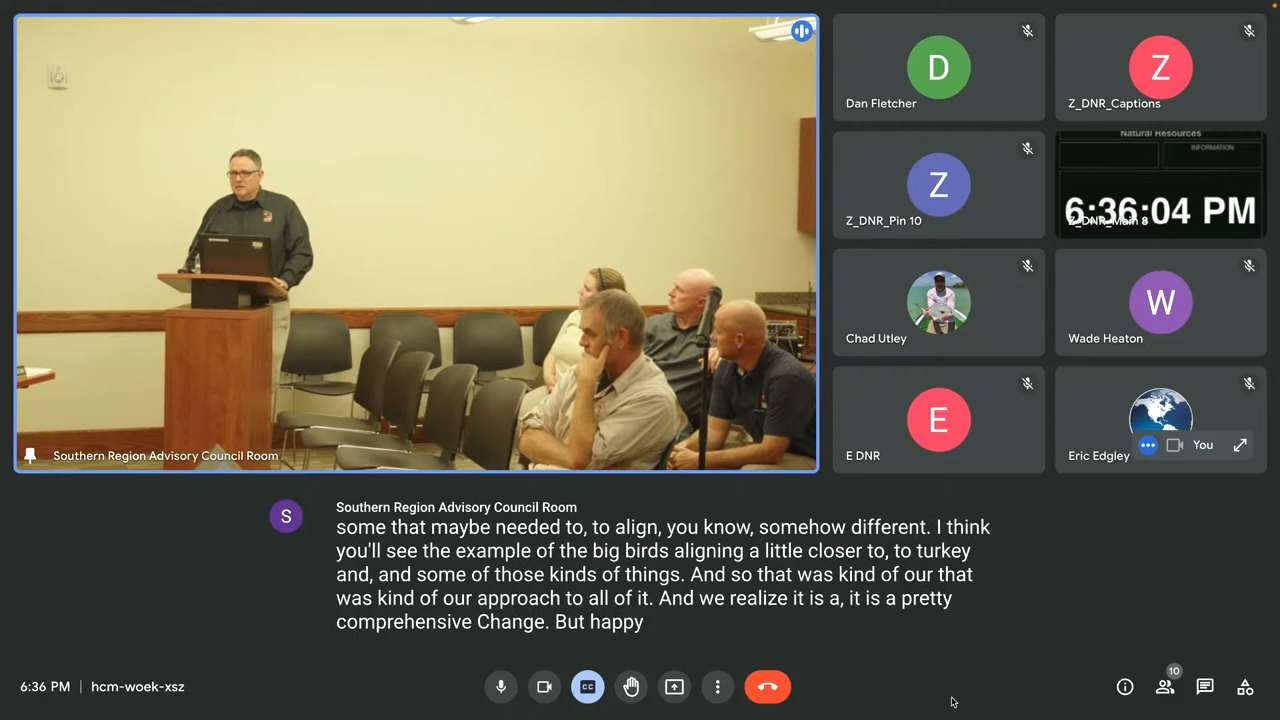 Southern Region Advisory Council Room
D
Dan Fletcher
Z
Z_DNR_Captions
Z
Z_DNR_Pin 10
Natural Resources
INFORMATION
6:36:04 PM
Z_DNR_Main 8
Chad Utley
W
Wade Heaton
E
E DNR
Eric Edgley
You
S
Southern Region Advisory Council Room
some that maybe needed to, to align, you know, somehow different. I think
you'll see the example of the big birds aligning a little closer to, to turkey
and, and some of those kinds of things. And so that was kind of our that
was kind of our approach to all of it. And we realize it is a, it is a pretty
comprehensive Change. But happy
6:36 PM | hcm-woek-xsz
CC
10